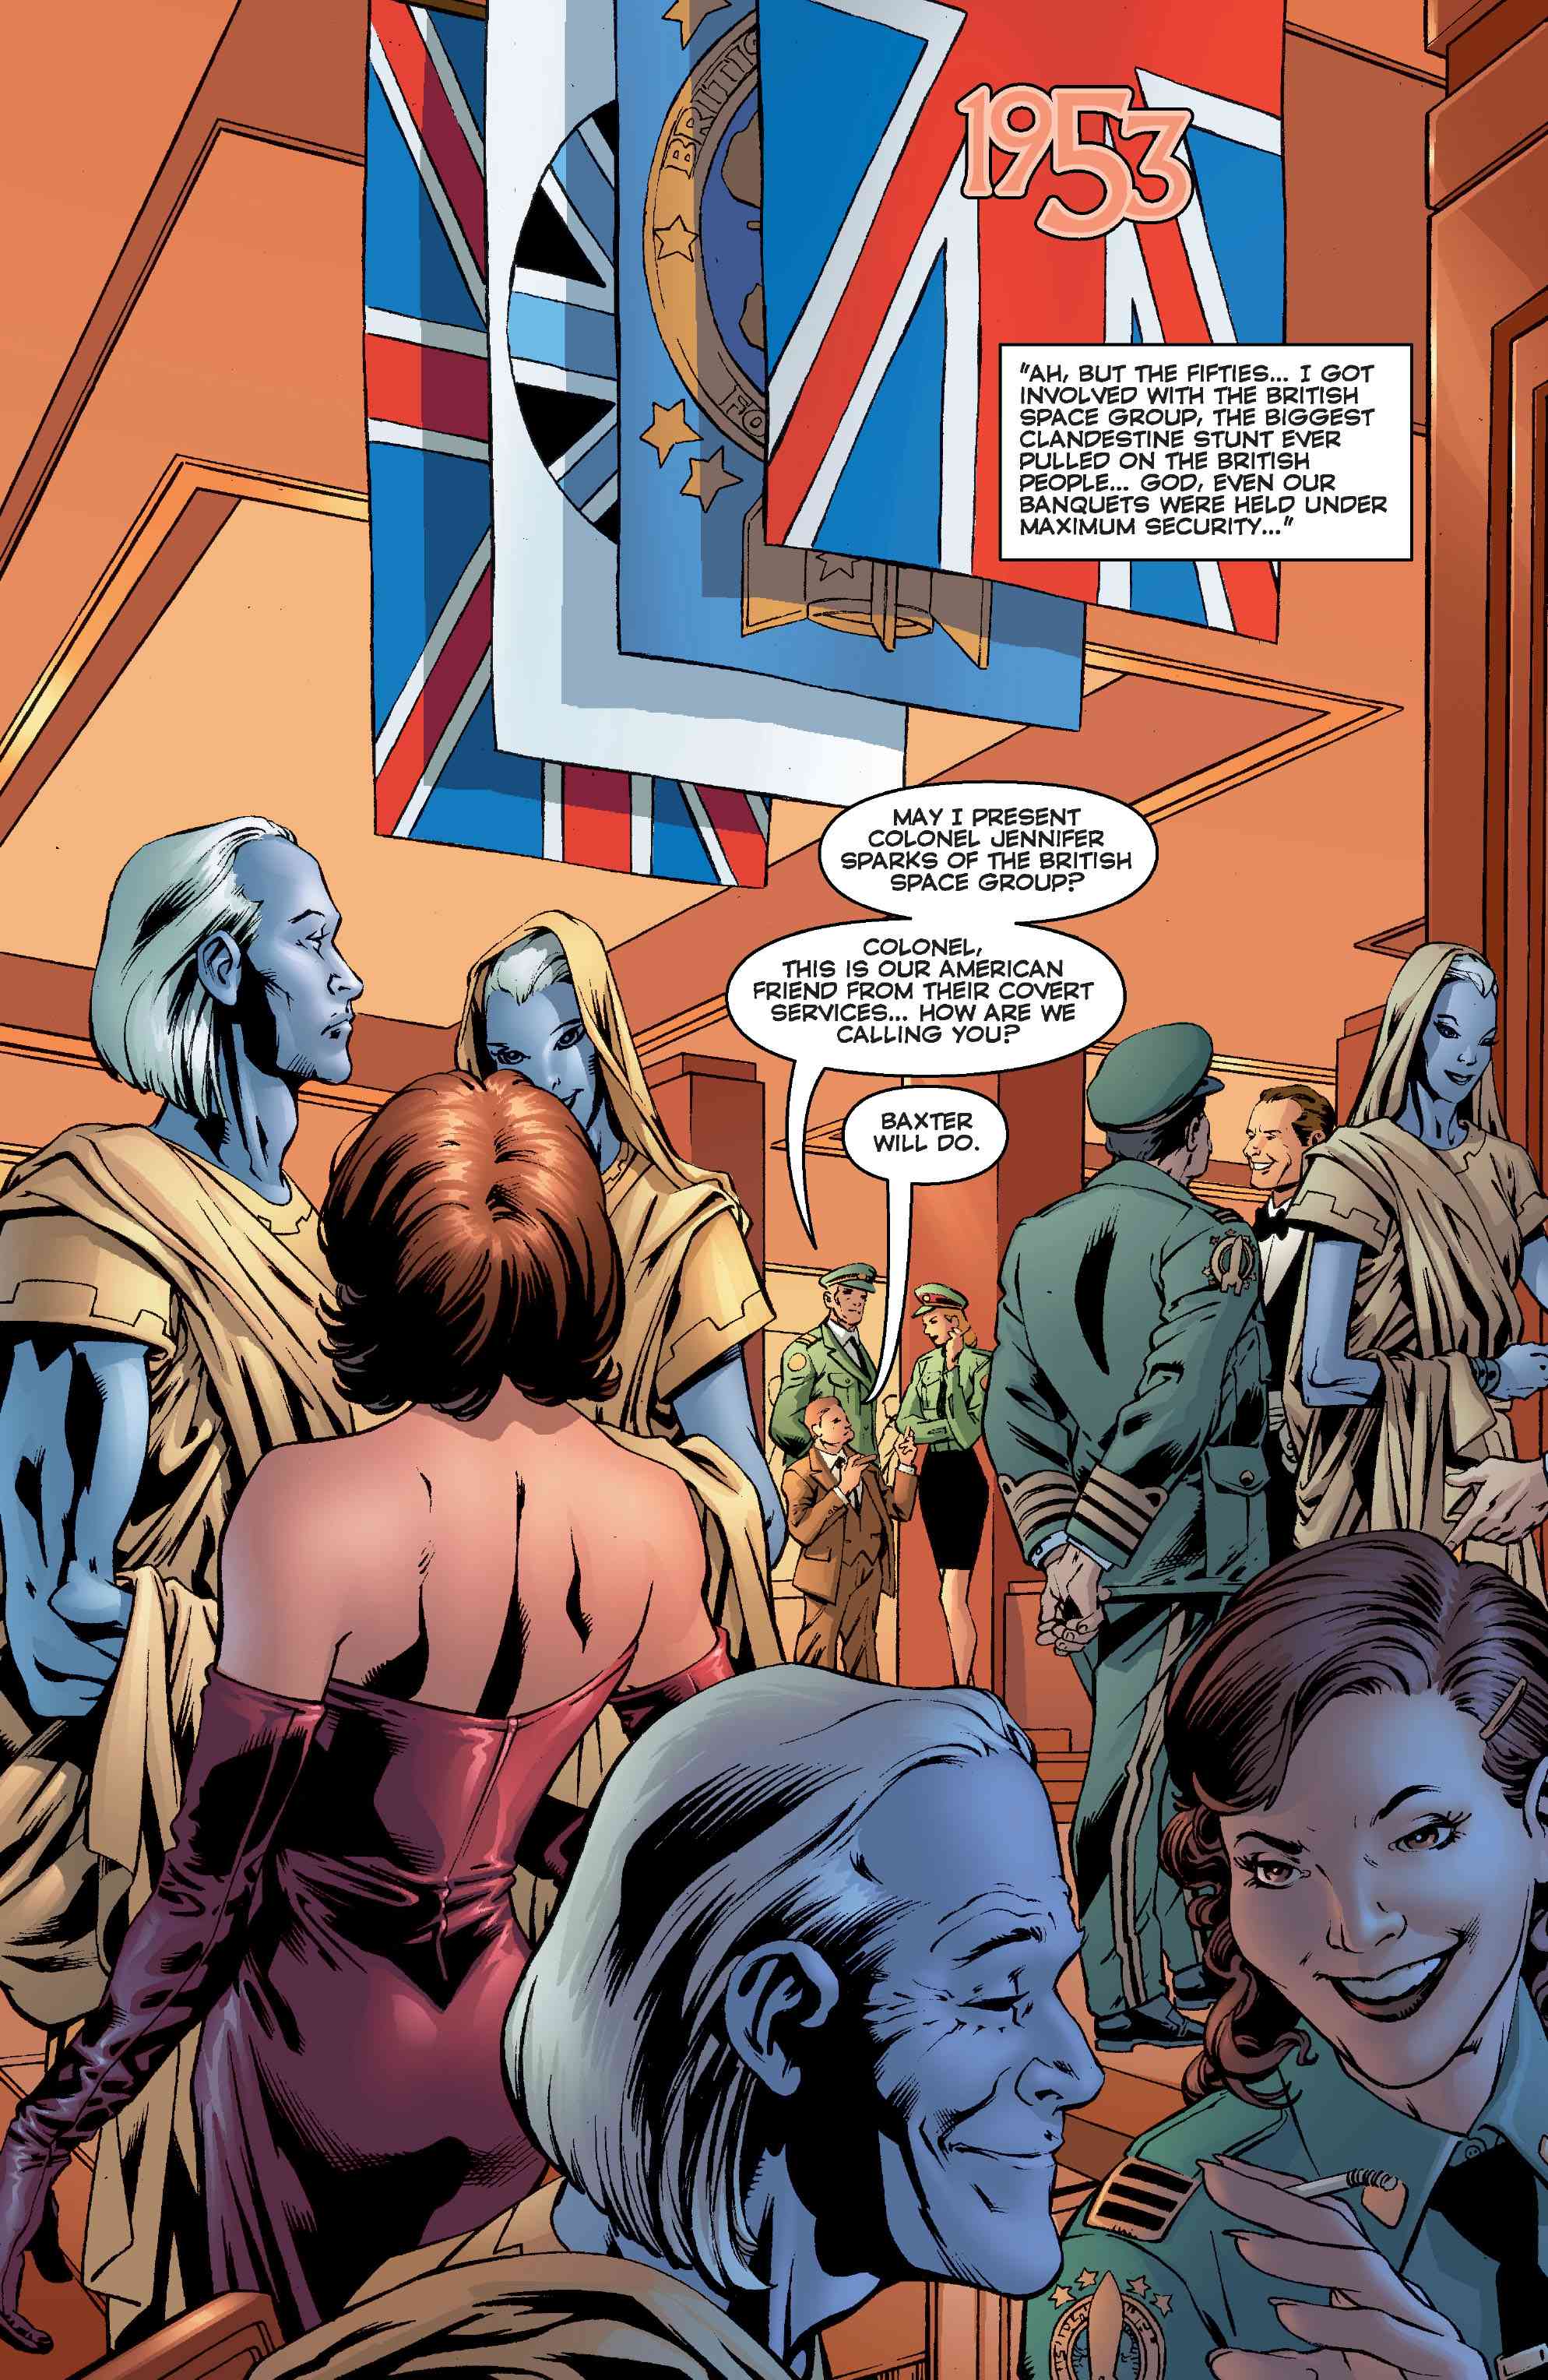 BRITIS
FO
1953
"AH, BUT THE FIFTIES... I GOT
INVOLVED WITH THE BRITISH
SPACE GROUP, THE BIGGEST
CLANDESTINE STUNT EVER
PULLED ON THE BRITISH
PEOPLE... GOD, EVEN OUR
BANQUETS WERE HELD UNDER
MAXIMUM SECURITY..."
MAY I PRESENT
COLONEL JENNIFER
SPARKS OF THE BRITISH
SPACE GROUP?
COLONEL,
THIS IS OUR AMERICAN
FRIEND FROM THEIR COVERT
SERVICES... HOW ARE WE
CALLING YOU?
BAXTER
WILL DO.